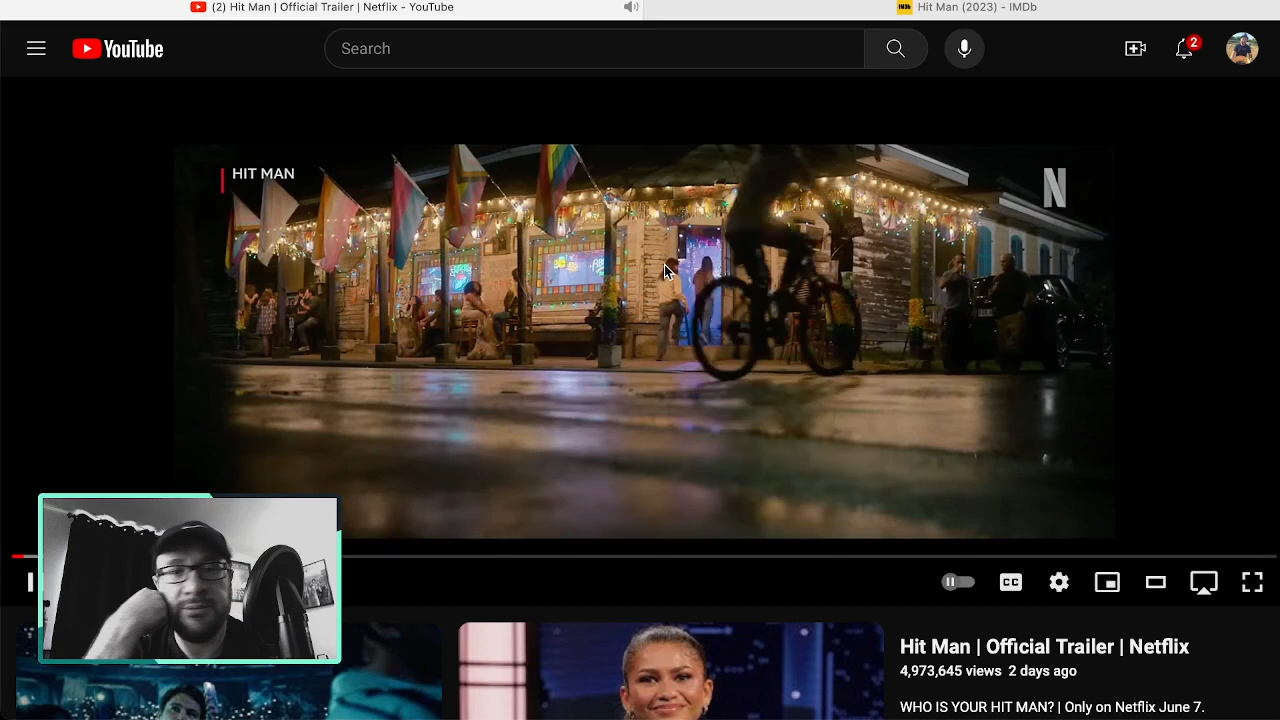 (2) Hit Man | Official Trailer | Netflix - YouTube
IMDb
Hit Man (2023) - IMDb
YouTube
Search
2
HIT MAN
N
CC
Hit Man | Official Trailer | Netflix
4,973,645 views 2 days ago
WHO IS YOUR HIT MAN? | Only on Netflix June 7.